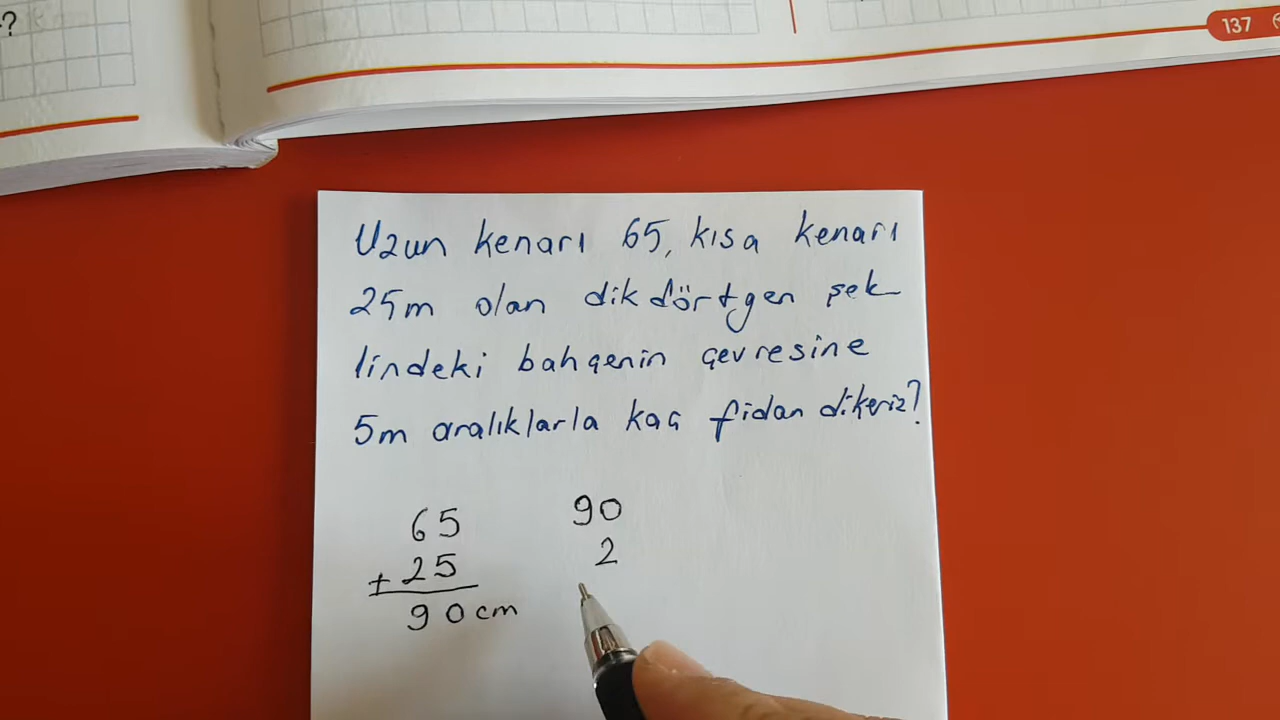 ?
137
Uzun kenarı 65, kısa kenarı
25m olan dikdörtgen şek
lindeki bahçenin çevresine
5m aralıklarla kaç fidan dikeriz?
65
+ 25
90 cm
90
2